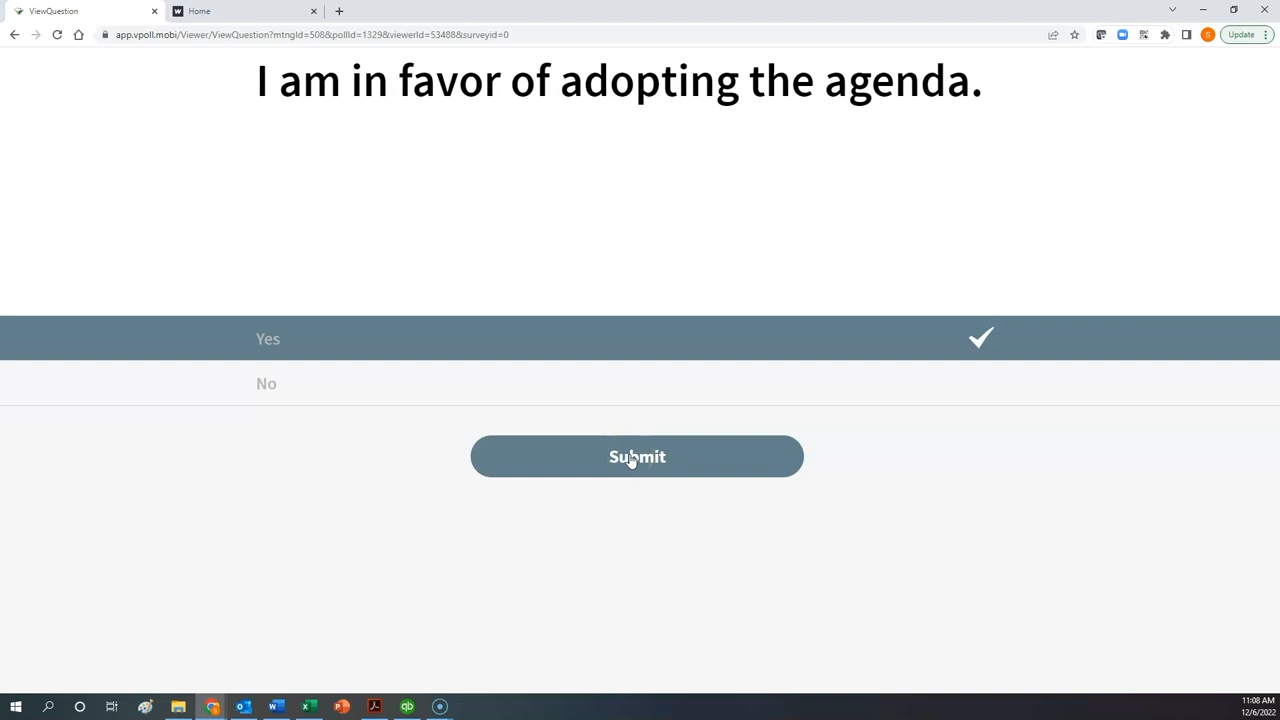 ViewQuestion
Home
app.vpoll.mobi/Viewer/ViewQuestion?mtngId=508&pollId=1329&viewerId=53488&surveyid=0
S
Update
I am in favor of adopting the agenda.
Yes
No
Submit
11:08 AM
12/6/2022